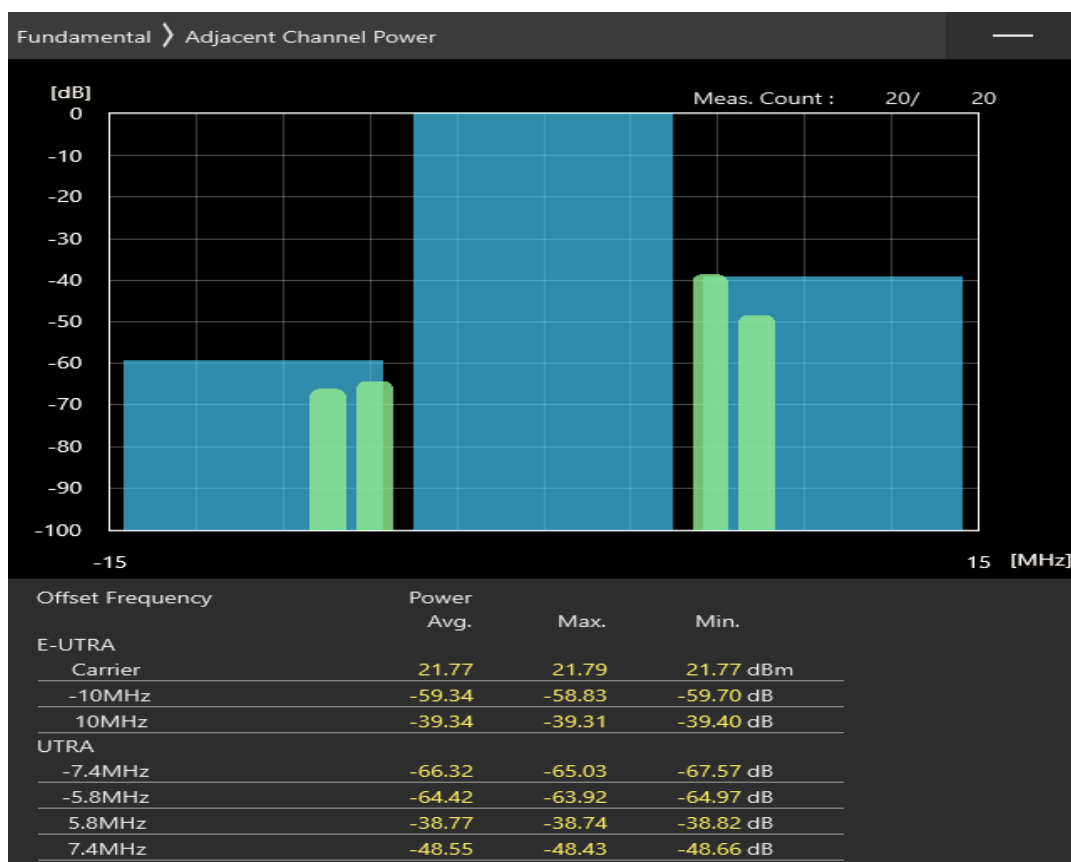 Fundamental 〉 Adjacent Channel Power
[dB]
Meas. Count : 20/ 20
0
-10
-20
-30
-40
-50
-60
-70
-80
-90
-100
-15 15 [MHz]
Offset Frequency Power
Avg. Max. Min.
E-UTRA
Carrier 21.77 21.79 21.77 dBm
-10MHz -59.34 -58.83 -59.70 dB
10MHz -39.34 -39.31 -39.40 dB
UTRA
-7.4MHz -66.32 -65.03 -67.57 dB
-5.8MHz -64.42 -63.92 -64.97 dB
5.8MHz -38.77 -38.74 -38.82 dB
7.4MHz -48.55 -48.43 -48.66 dB